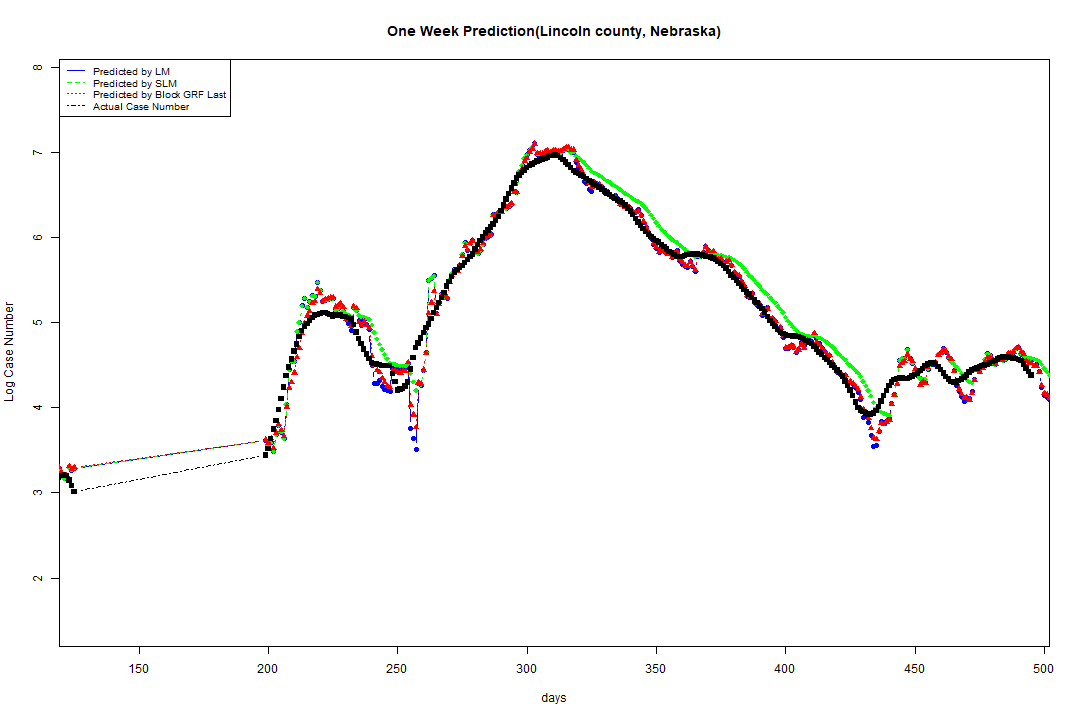 One Week Prediction(Lincoln county, Nebraska)
Predicted by LM
Predicted by SLM
Predicted by Block GRF Last
Actual Case Number
8
7
6
5
4
3
2
Log Case Number
150 200 250 300 350 400 450 500
days